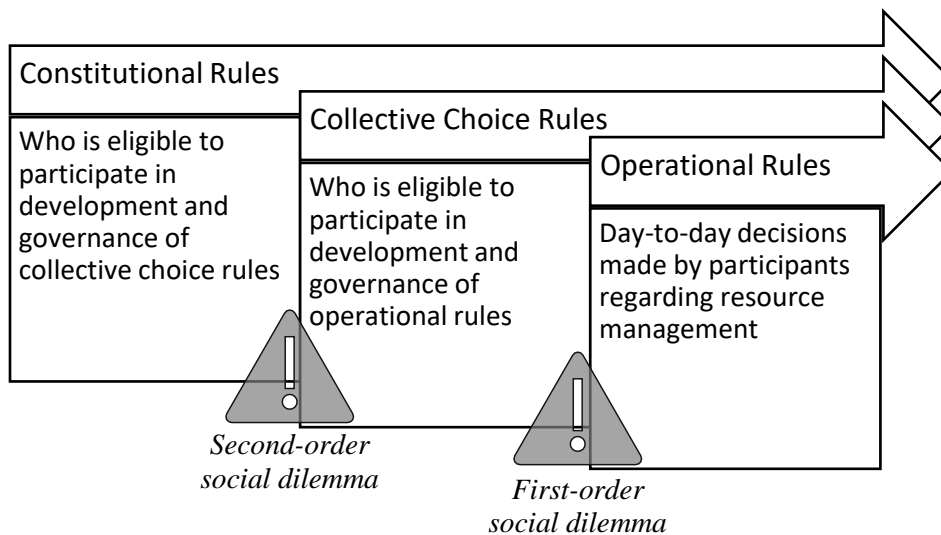 Constitutional Rules
Who is eligible to
participate in
development and
governance of
collective choice rules
Collective Choice Rules
Who is eligible to
participate in
development and
governance of
operational rules
Operational Rules
Day-to-day decisions
made by participants
regarding resource
management
Second-order
social dilemma
First-order
social dilemma